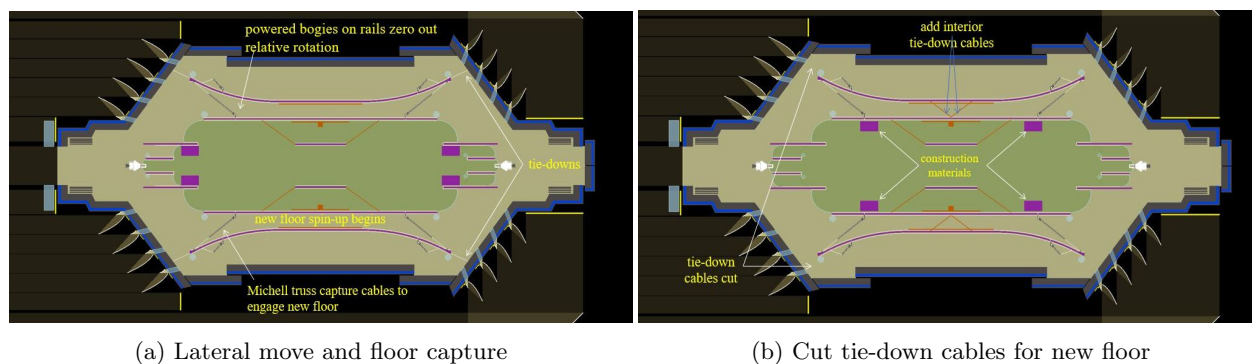 powered bogies on rails zero out
relative rotation
tie-downs
new floor spin-up begins
Michell truss capture cables to
engage new floor
(a) Lateral move and floor capture
add interior
tie-down cables
construction
materials
tie-down
cables cut
(b) Cut tie-down cables for new floor